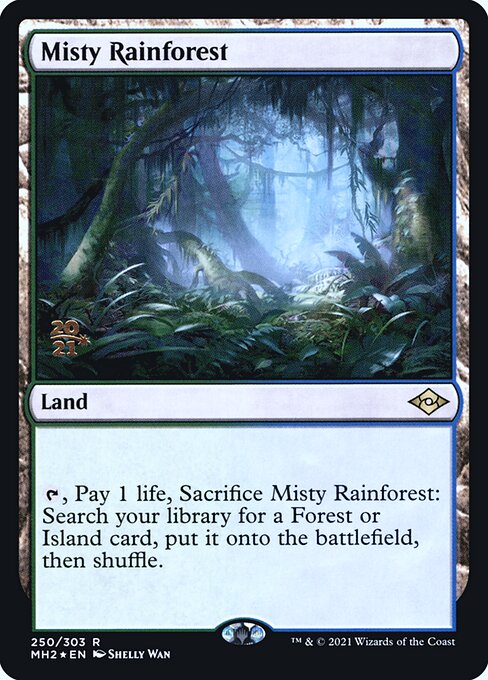 Misty Rainforest
20
21
Land
, Pay 1 life, Sacrifice Misty Rainforest:
Search your library for a Forest or
Island card, put it onto the battlefield,
then shuffle.
250/303 R
MH2★EN Shelly Wan
™ & © 2021 Wizards of the Coast